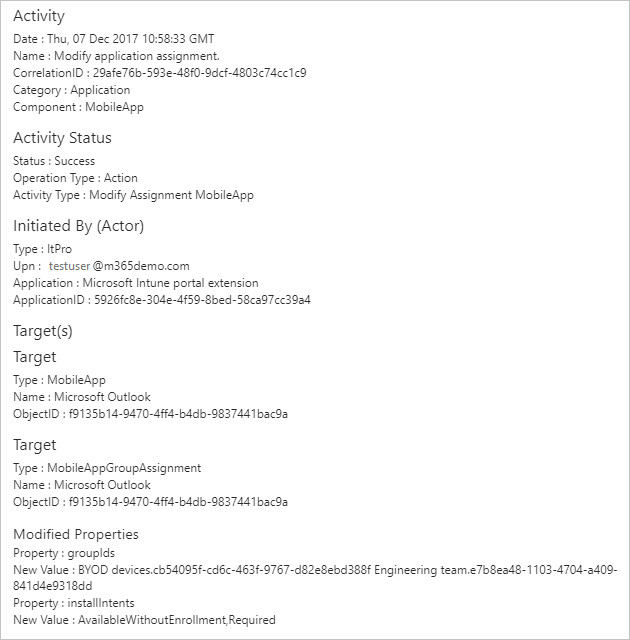 Activity
Date : Thu, 07 Dec 2017 10:58:33 GMT
Name : Modify application assignment.
CorrelationID : 29afe76b-593e-48f0-9dcf-4803c74cc1c9
Category : Application
Component : MobileApp
Activity Status
Status : Success
Operation Type : Action
Activity Type : Modify Assignment MobileApp
Initiated By (Actor)
Type : ItPro
Upn : testuser @m365demo.com
Application : Microsoft Intune portal extension
ApplicationID : 5926fc8e-304e-4f59-8bed-58ca97cc39a4
Target(s)
Target
Type : MobileApp
Name : Microsoft Outlook
ObjectID : f9135b14-9470-4ff4-b4db-9837441bac9a
Target
Type : MobileAppGroupAssignment
Name : Microsoft Outlook
ObjectID : f9135b14-9470-4ff4-b4db-9837441bac9a
Modified Properties
Property : groupIds
New Value : BYOD devices.cb54095f-cd6c-463f-9767-d82e8ebd388f Engineering team.e7b8ea48-1103-4704-a409-
841d4e9318dd
Property : installIntents
New Value : AvailableWithoutEnrollment,Required